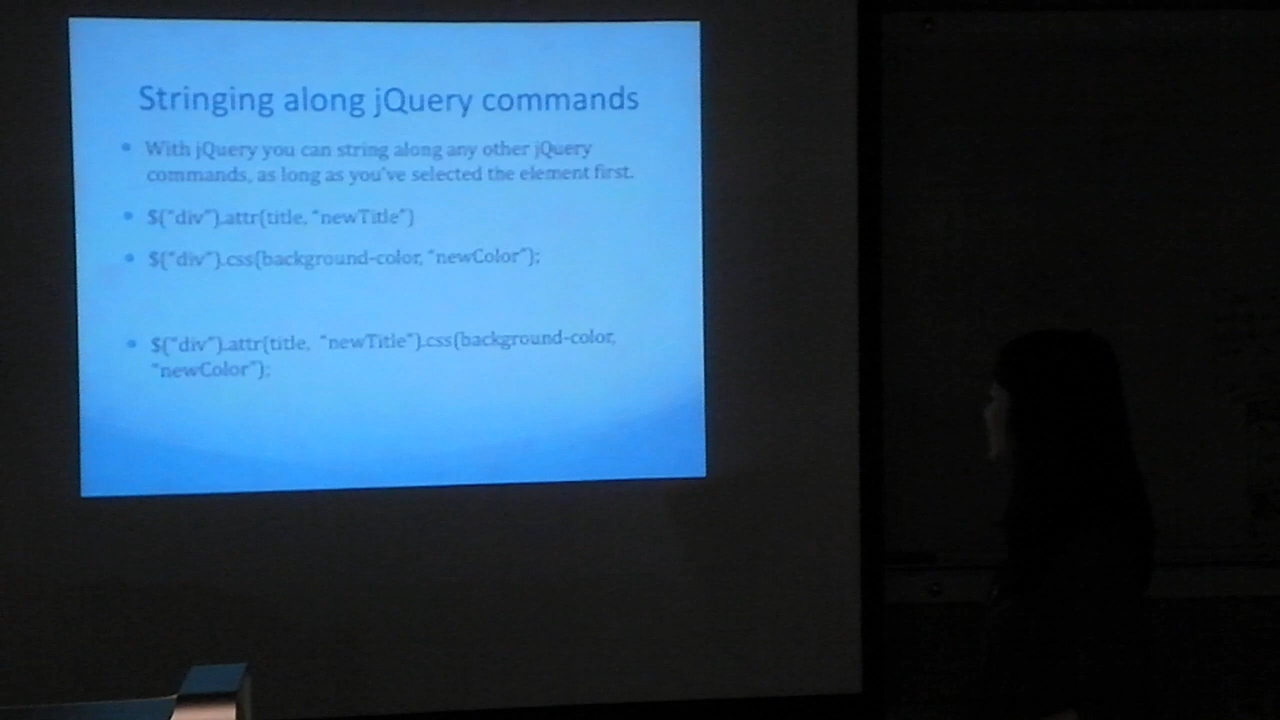 Stringing along jQuery commands
• With jQuery you can string along any other jQuery
commands, as long as you've selected the element first.
• $("div").attr(title, "newTitle")
• $("div").css(background-color, "newColor");
• $("div").attr(title, "newTitle").css(background-color,
"newColor");